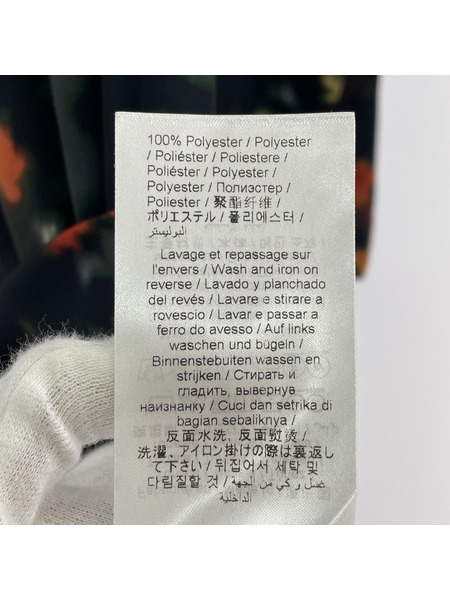 100% Polyester / Polyester
/ Poliéster / Poliestere /
Poliéster / Polyester /
Polyester / Полиэстер /
Poliester / 聚酯纤维 /
ポリエステル / 폴리에스터 /
البوليستر
Lavage et repassage sur
l'envers / Wash and iron on
reverse / Lavado y planchado
del revés / Lavare e stirare a
rovescio / Lavar e passar a
ferro do avesso / Auf links
waschen und bügeln /
Binnenstebuiten wassen en
strijken / Стирать и
гладить, вывернув
наизнанку / Cuci dan setrika di
bagian sebaliknya /
反面水洗, 反面熨烫 /
洗濯、アイロン掛けの際は裏返し
て下さい / 뒤집어서 세탁 및
다림질할 것 / غسل و كي من الجهة
الداخلية